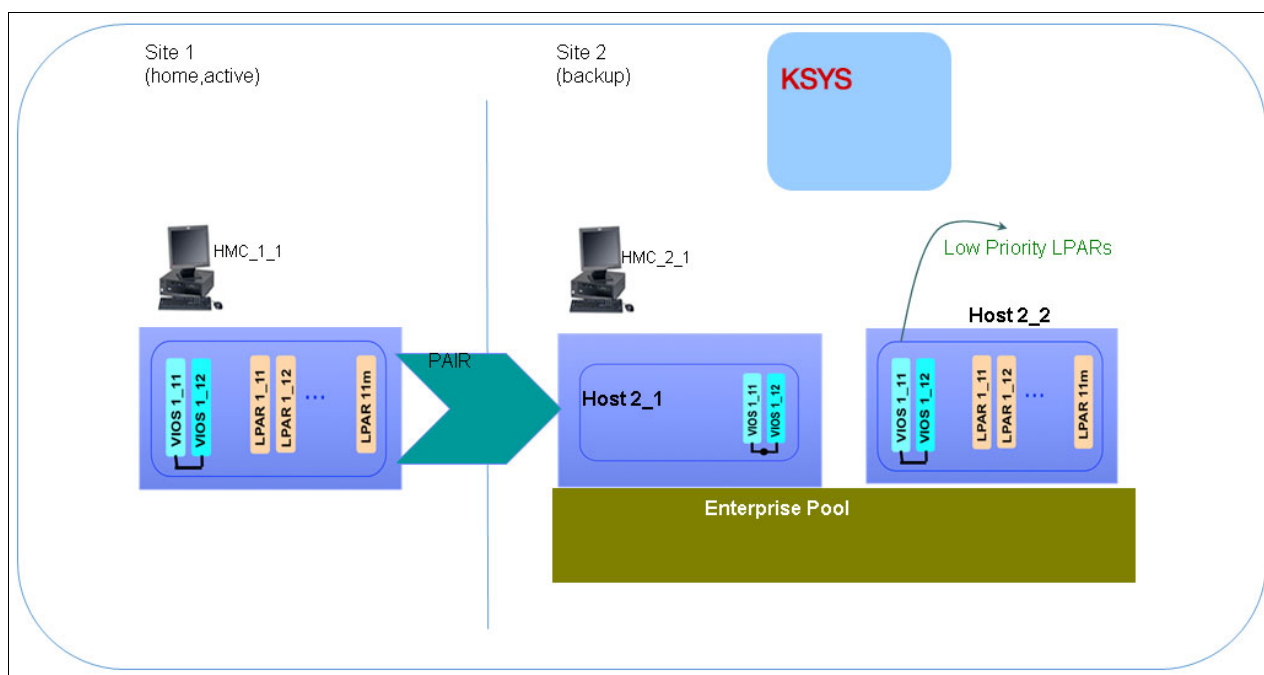 Site 1
(home,active)
Site 2
(backup)
KSYS
HMC_1_1
HMC_2_1
Low Priority LPARs
Host 2_2
PAIR
VIOS 1_11
VIOS 1_12
LPAR 1_11
LPAR 1_12
...
LPAR 11m
Host 2_1
VIOS 1_11
VIOS 1_12
VIOS 1_11
VIOS 1_12
LPAR 1_11
LPAR 1_12
...
LPAR 11m
Enterprise Pool